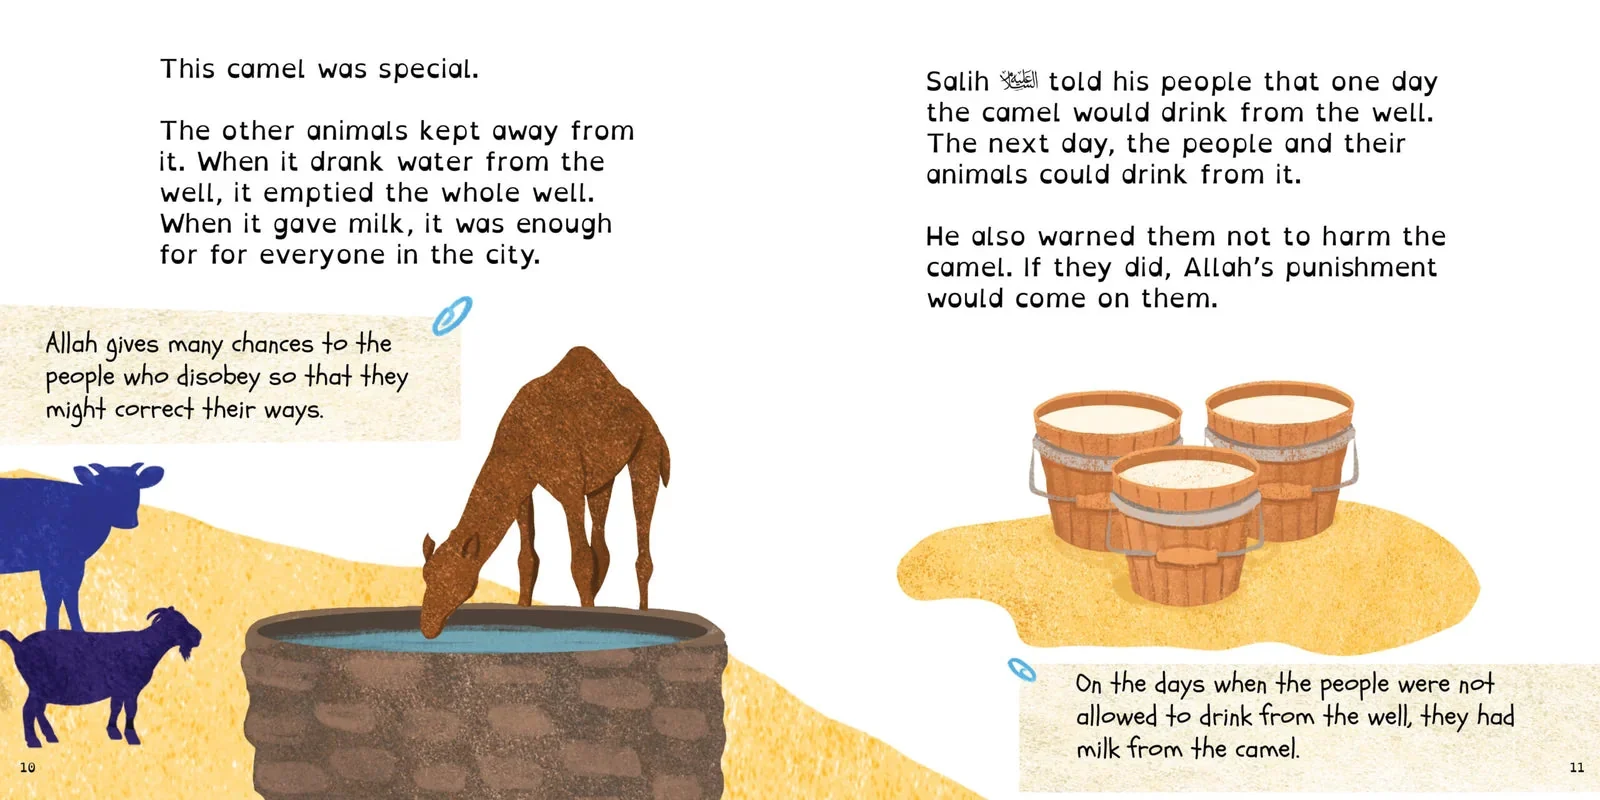 This camel was special.
The other animals kept away from
it. When it drank water from the
well, it emptied the whole well.
When it gave milk, it was enough
for for everyone in the city.
Allah gives many chances to the
people who disobey so that they
might correct their ways.
10
Salih عليه السلام told his people that one day
the camel would drink from the well.
The next day, the people and their
animals could drink from it.
He also warned them not to harm the
camel. If they did, Allah's punishment
would come on them.
On the days when the people were not
allowed to drink from the well, they had
milk from the camel.
11